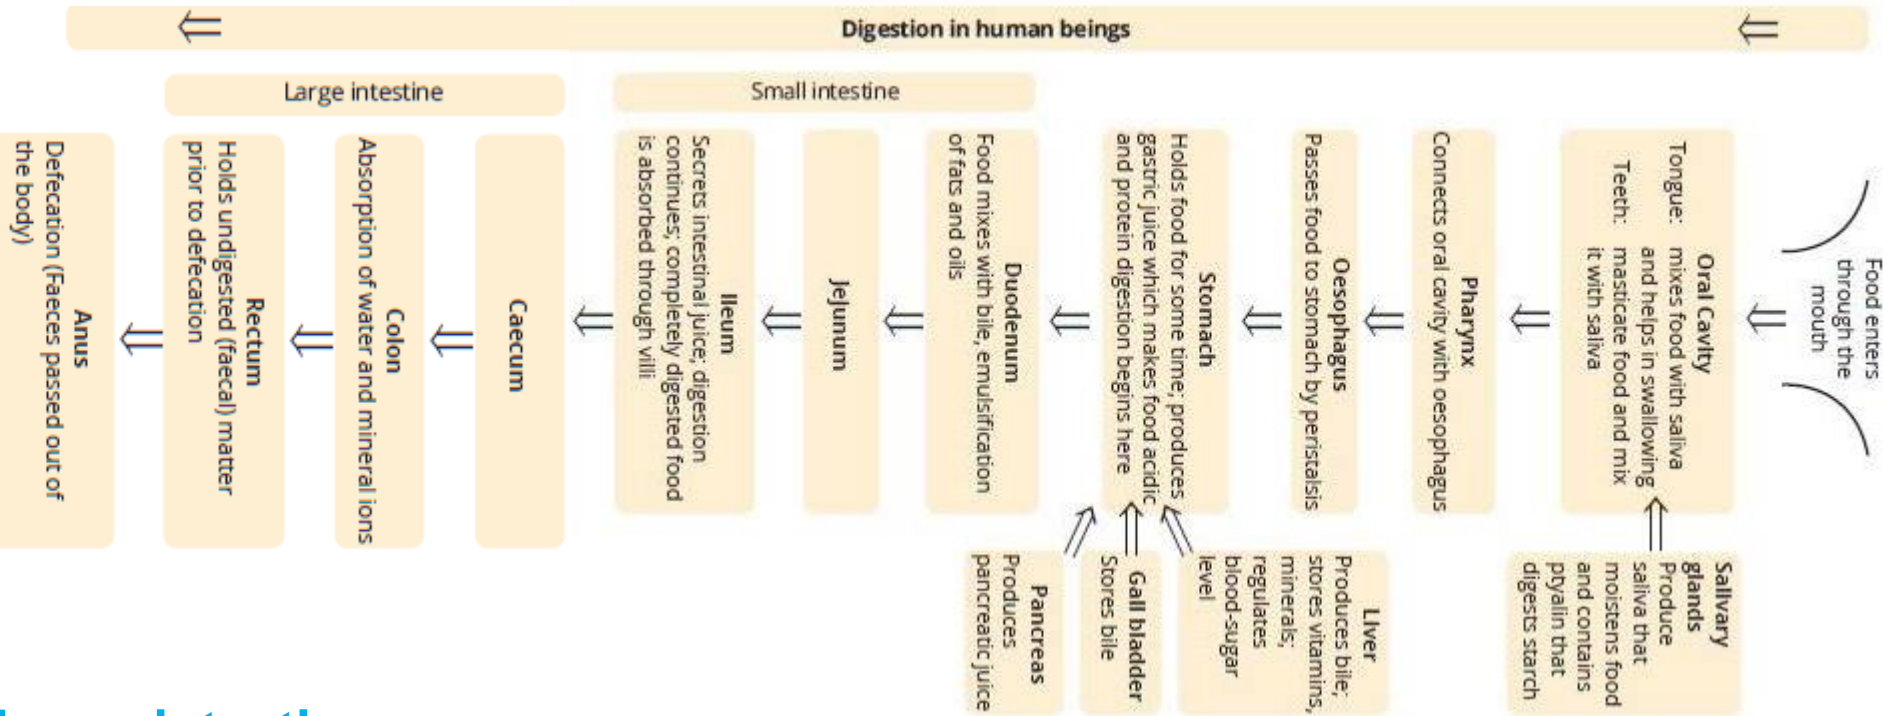 Digestion in human beings
Food enters
through the
mouth
Oral Cavity
Tongue: mixes food with saliva
and helps in swallowing
Teeth: masticate food and mix
it with saliva
Salivary
glands
Produce
saliva that
moistens food
and contains
ptyalin that
digests starch
Pharynx
Connects oral cavity with oesophagus
Oesophagus
Passes food to stomach by peristalsis
Stomach
Holds food for some time; produces
gastric juice which makes food acidic
and protein digestion begins here
Liver
Produces bile;
stores vitamins,
minerals;
regulates
blood-sugar
level
Gall bladder
Stores bile
Pancreas
Produces
pancreatic juice
Small intestine
Duodenum
Food mixes with bile, emulsification
of fats and oils
Jejunum
Ileum
Secrets intestinal juice; digestion
continues; completely digested food
is absorbed through villi
Large intestine
Caecum
Colon
Absorption of water and mineral ions
Rectum
Holds undigested (faecal) matter
prior to defecation
Anus
Defecation (Faeces passed out of
the body)